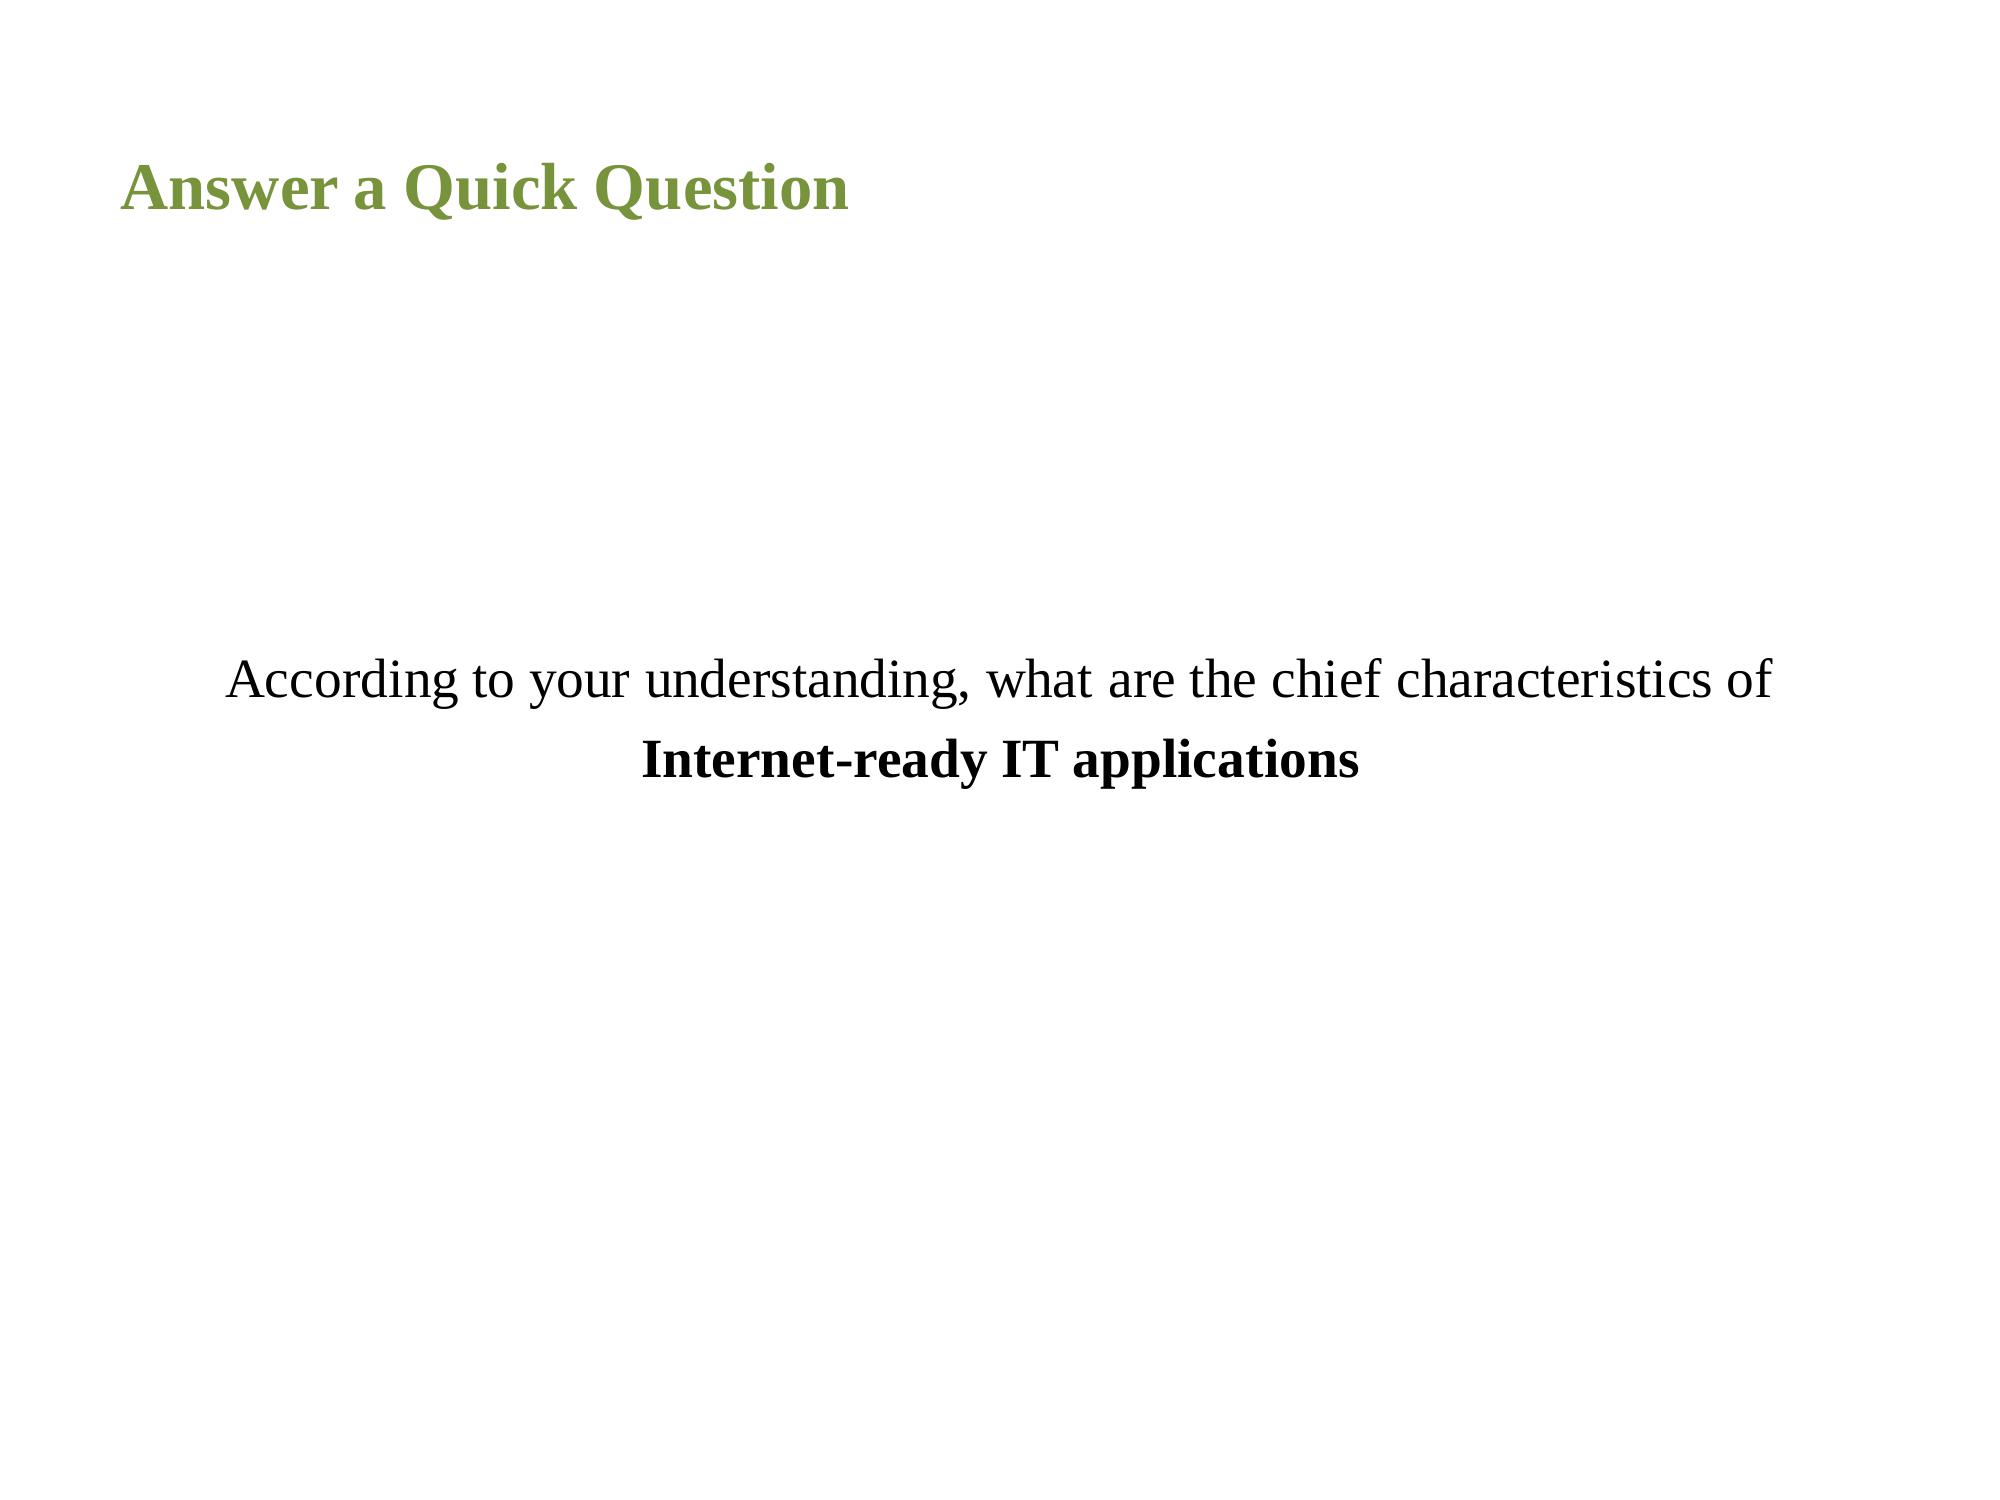 Answer a Quick Question
According to your understanding, what are the chief characteristics of
Internet-ready IT applications